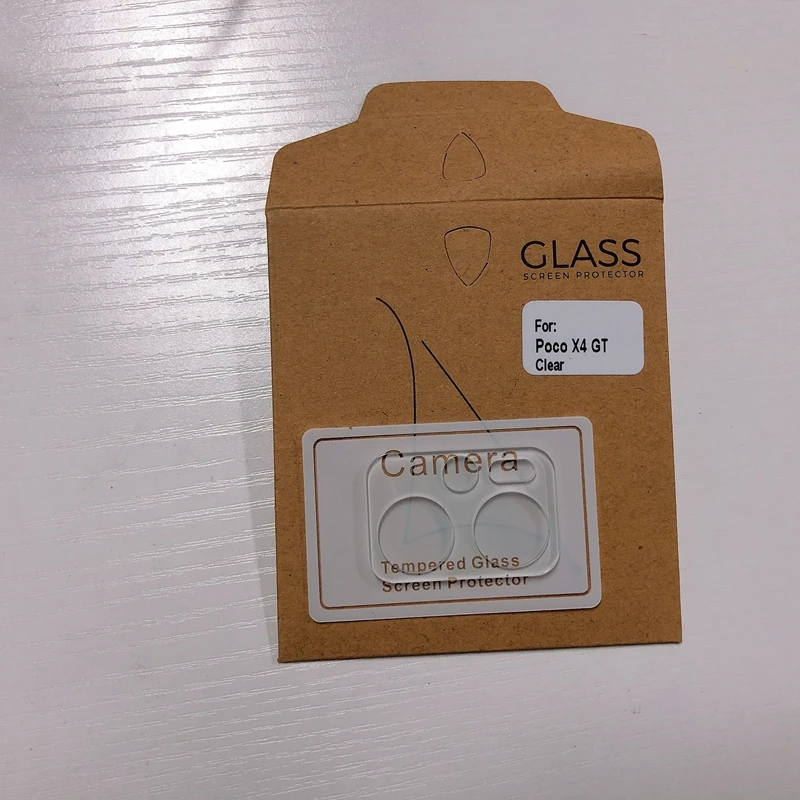 GLASS
SCREEN PROTECTOR
For:
Poco X4 GT
Clear
Camera
Tempered Glass
Screen Protector